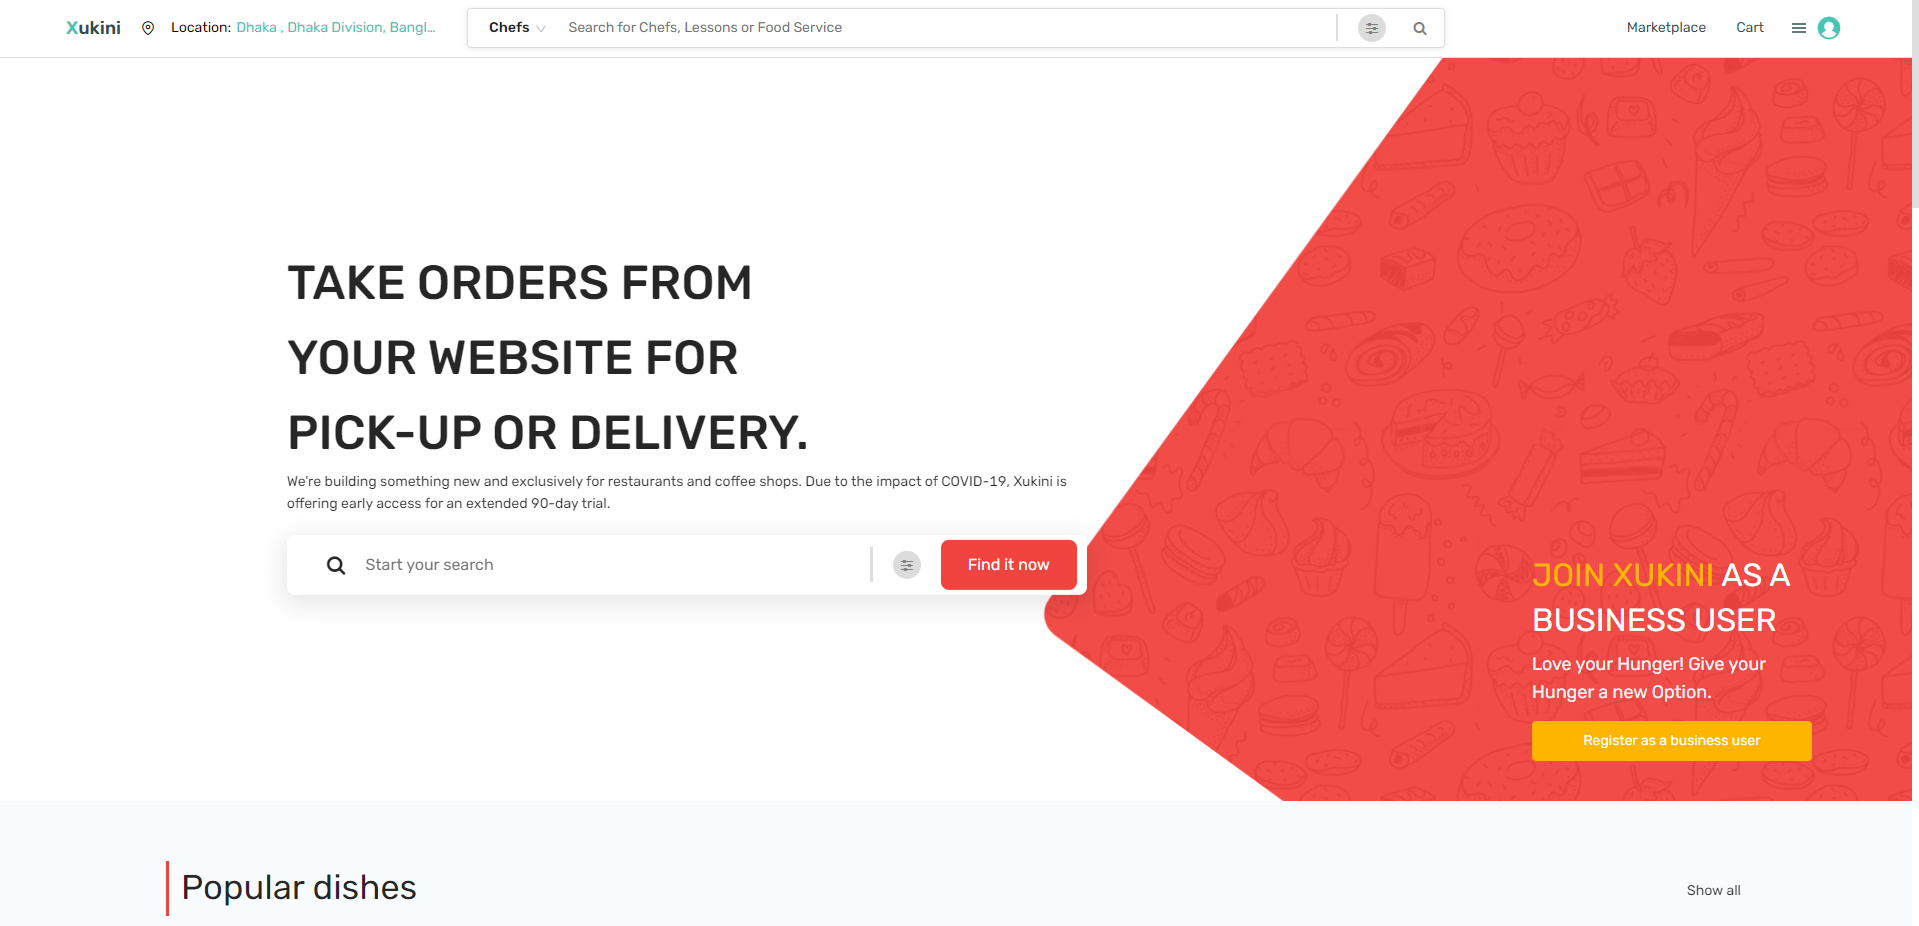 Xukini
Location: Dhaka , Dhaka Division, Bangl...
Chefs
Search for Chefs, Lessons or Food Service
Marketplace
Cart
TAKE ORDERS FROM
YOUR WEBSITE FOR
PICK-UP OR DELIVERY.
We're building something new and exclusively for restaurants and coffee shops. Due to the impact of COVID-19, Xukini is
offering early access for an extended 90-day trial.
Start your search
Find it now
JOIN XUKINI AS A
BUSINESS USER
Love your Hunger! Give your
Hunger a new Option.
Register as a business user
Popular dishes
Show all